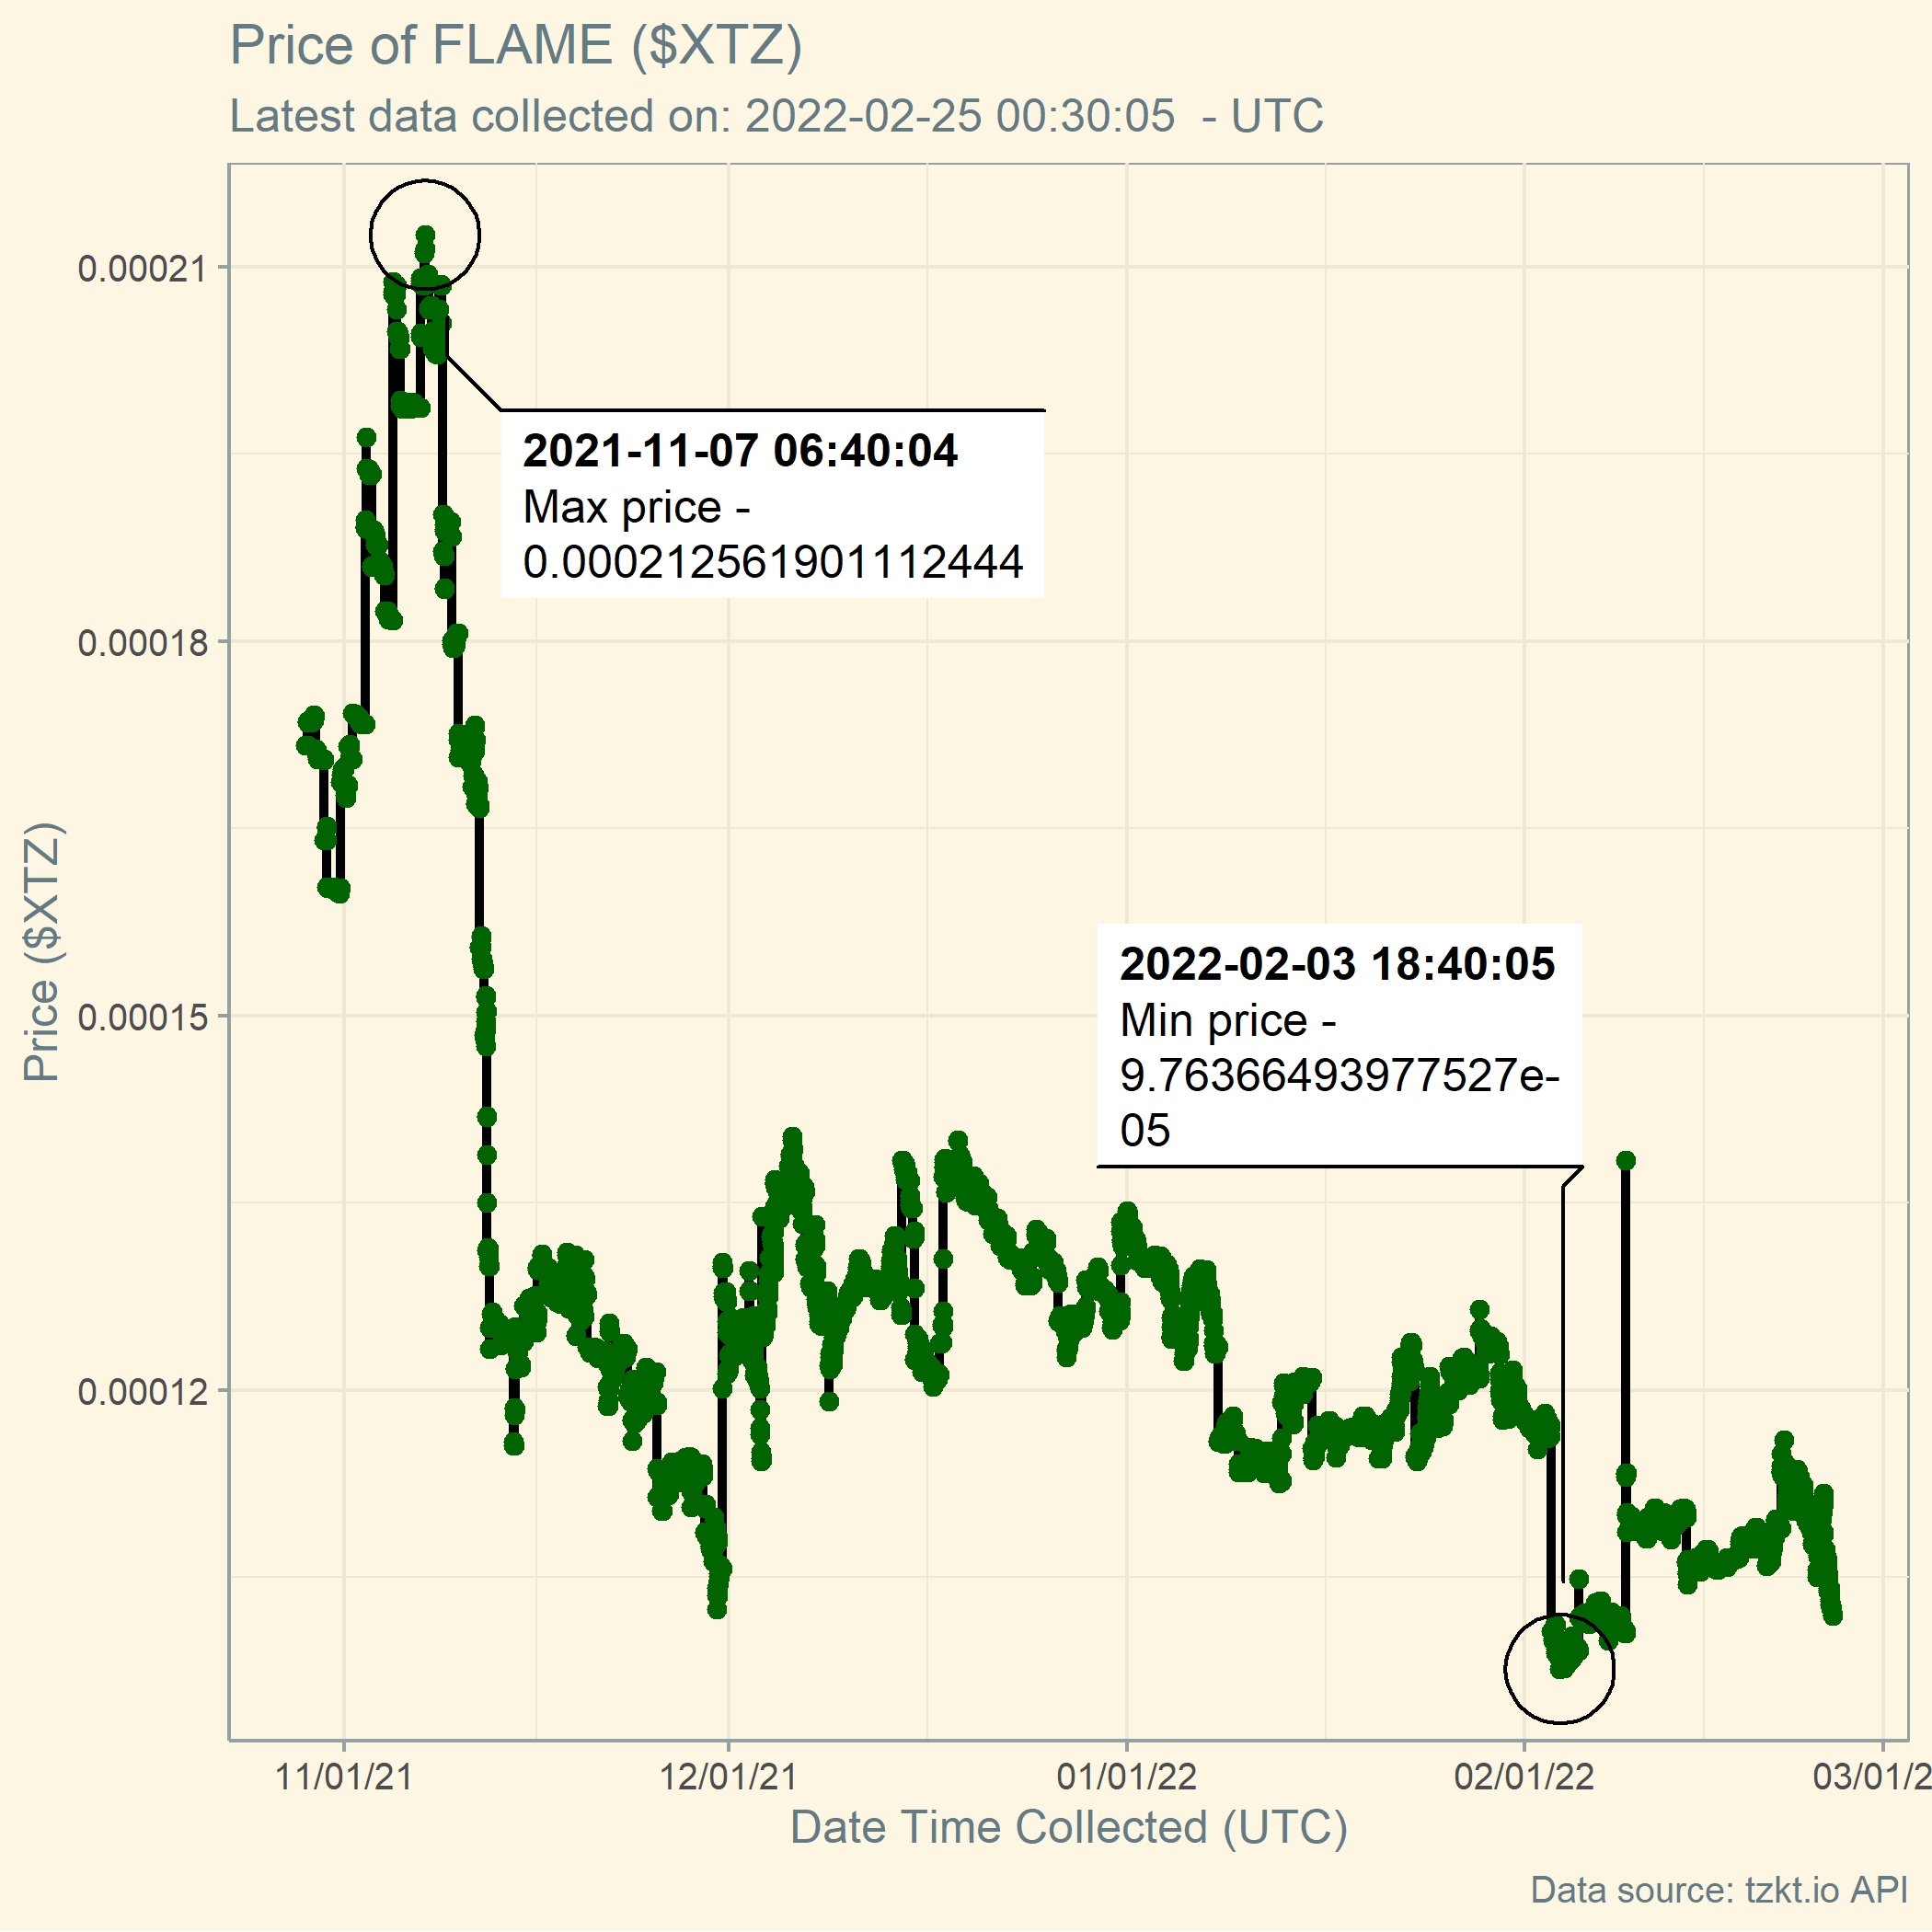 Price of FLAME ($XTZ)
Latest data collected on: 2022-02-25 00:30:05 - UTC
0.00021
2021-11-07 06:40:04
Max price -
0.000212561901112444
0.00018
Price ($XTZ)
2022-02-03 18:40:05
0.00015
Min price -
9.76366493977527e-
05
0.00012
11/01/21
12/01/21
01/01/22
02/01/22
03/01/2
Date Time Collected (UTC)
Data source: tzkt.io API